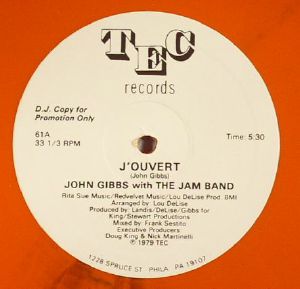 TEC
records
D.J. Copy for
Promotion Only
61A
33 1/3 RPM
Time: 5:30
J'OUVERT
(John Gibbs)
JOHN GIBBS with THE JAM BAND
Rita Sue Music/Redvelvet Music/Lou DeLise Prod. BMI
Arranged by: Lou DeLise
Produced by: Landis/DeLise/Gibbs for
King/Stewart Productions
Mixed by: Frank Sestito
Executive Producers:
Doug King & Nick Martinelli
℗ 1979 TEC
1228 SPRUCE ST. PHILA. PA 19107